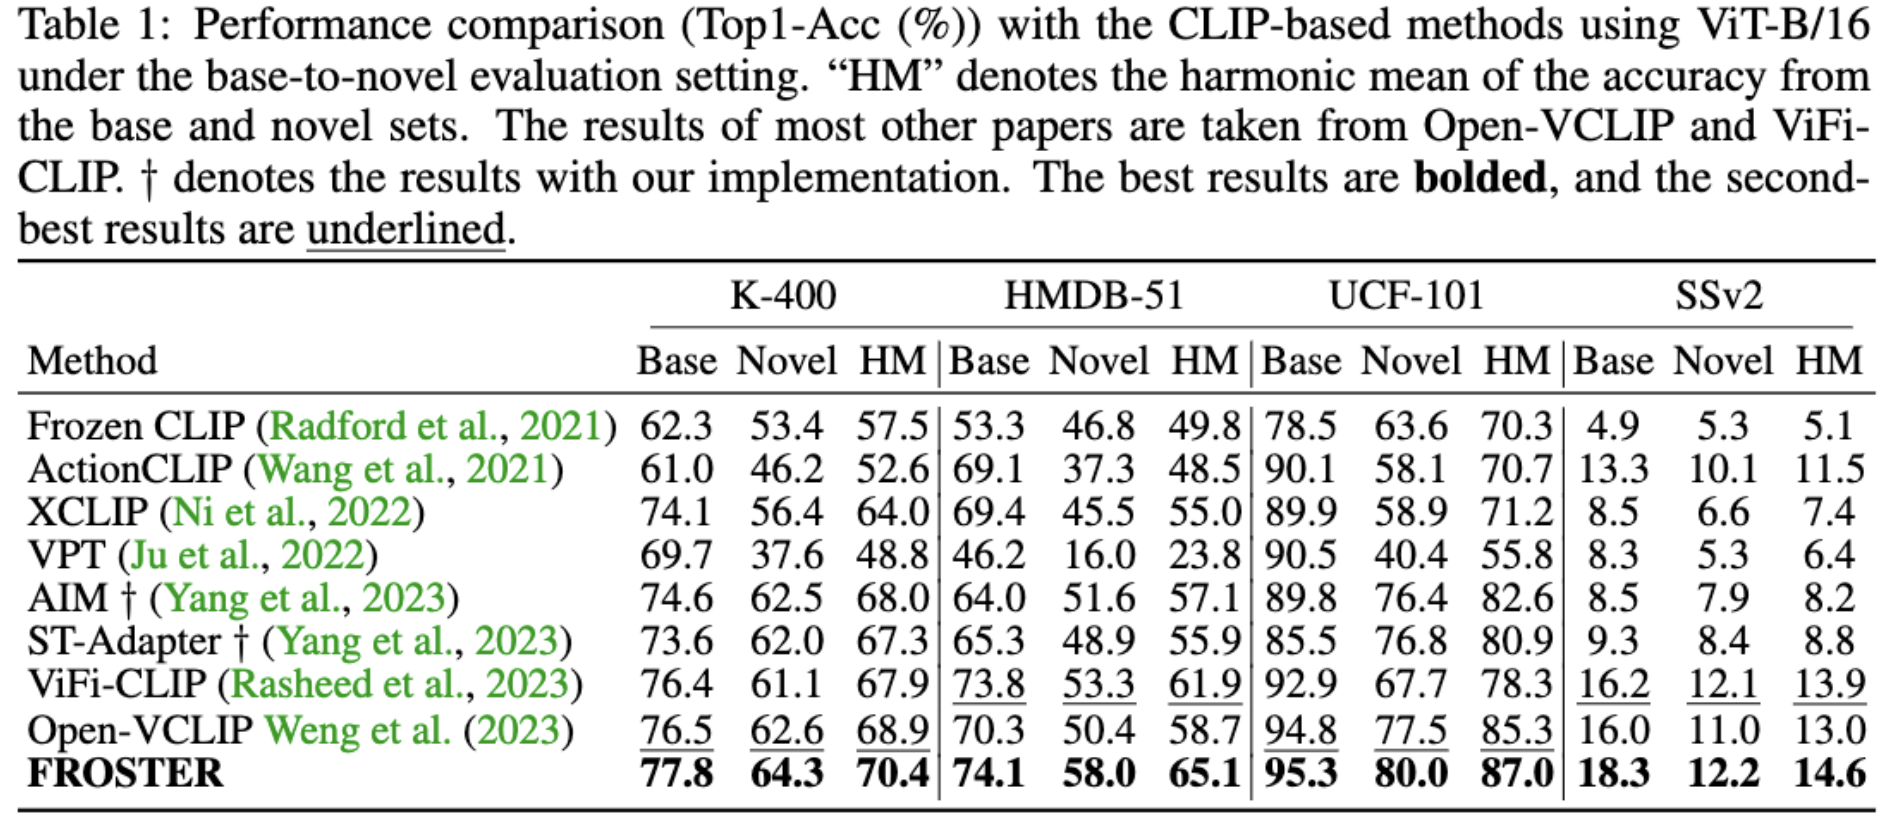 Table 1: Performance comparison (Top1-Acc (%)) with the CLIP-based methods using ViT-B/16
under the base-to-novel evaluation setting. “HM” denotes the harmonic mean of the accuracy from
the base and novel sets. The results of most other papers are taken from Open-VCLIP and ViFi-
CLIP. † denotes the results with our implementation. The best results are bolded, and the second-
best results are underlined.
K-400 HMDB-51 UCF-101 SSv2
Method Base Novel HM Base Novel HM Base Novel HM Base Novel HM
Frozen CLIP (Radford et al., 2021) 62.3 53.4 57.5 53.3 46.8 49.8 78.5 63.6 70.3 4.9 5.3 5.1
ActionCLIP (Wang et al., 2021) 61.0 46.2 52.6 69.1 37.3 48.5 90.1 58.1 70.7 13.3 10.1 11.5
XCLIP (Ni et al., 2022) 74.1 56.4 64.0 69.4 45.5 55.0 89.9 58.9 71.2 8.5 6.6 7.4
VPT (Ju et al., 2022) 69.7 37.6 48.8 46.2 16.0 23.8 90.5 40.4 55.8 8.3 5.3 6.4
AIM † (Yang et al., 2023) 74.6 62.5 68.0 64.0 51.6 57.1 89.8 76.4 82.6 8.5 7.9 8.2
ST-Adapter † (Yang et al., 2023) 73.6 62.0 67.3 65.3 48.9 55.9 85.5 76.8 80.9 9.3 8.4 8.8
ViFi-CLIP (Rasheed et al., 2023) 76.4 61.1 67.9 73.8 53.3 61.9 92.9 67.7 78.3 16.2 12.1 13.9
Open-VCLIP Weng et al. (2023) 76.5 62.6 68.9 70.3 50.4 58.7 94.8 77.5 85.3 16.0 11.0 13.0
FROSTER 77.8 64.3 70.4 74.1 58.0 65.1 95.3 80.0 87.0 18.3 12.2 14.6